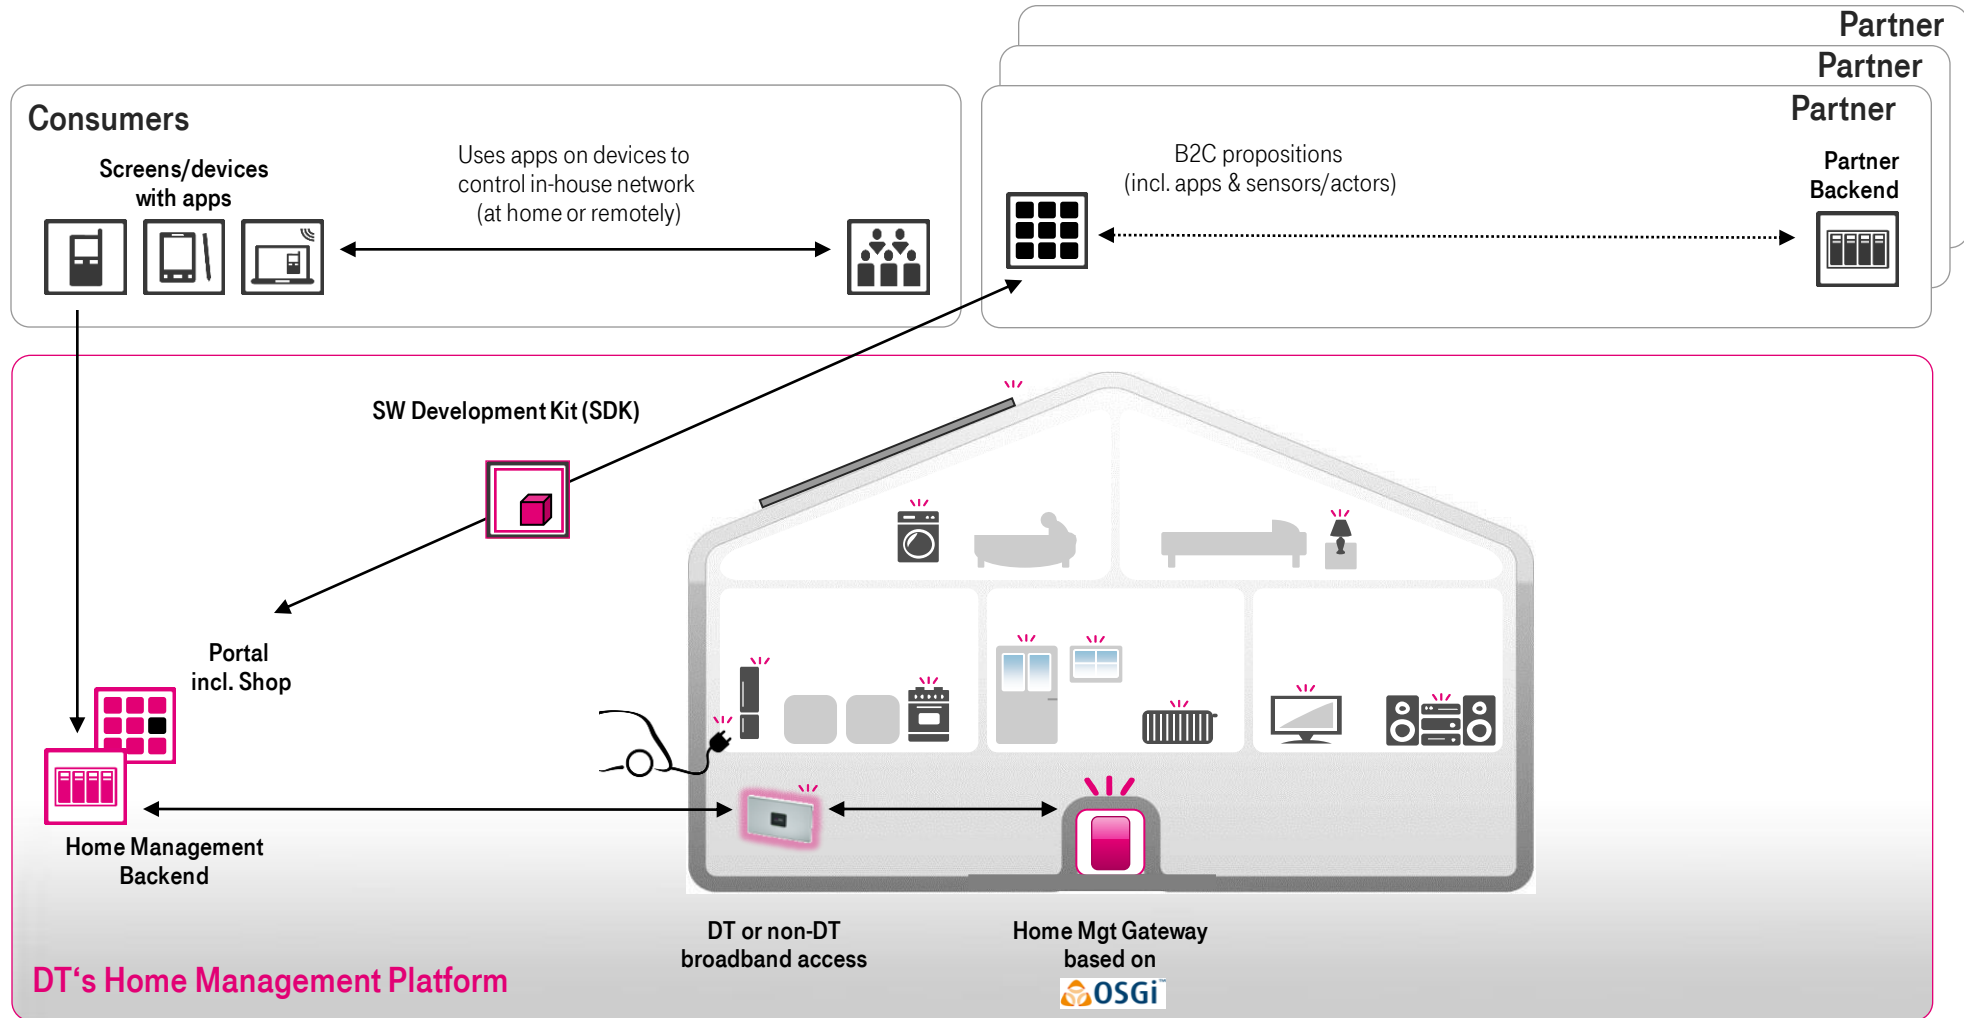 Partner
Partner
Partner
Consumers
Screens/devices
with apps
Uses apps on devices to
control in-house network
(at home or remotely)
B2C propositions
(incl. apps & sensors/actors)
Partner
Backend
SW Development Kit (SDK)
Portal
incl. Shop
Home Management
Backend
DT or non-DT
broadband access
Home Mgt Gateway
based on
OSGi™
DT‘s Home Management Platform